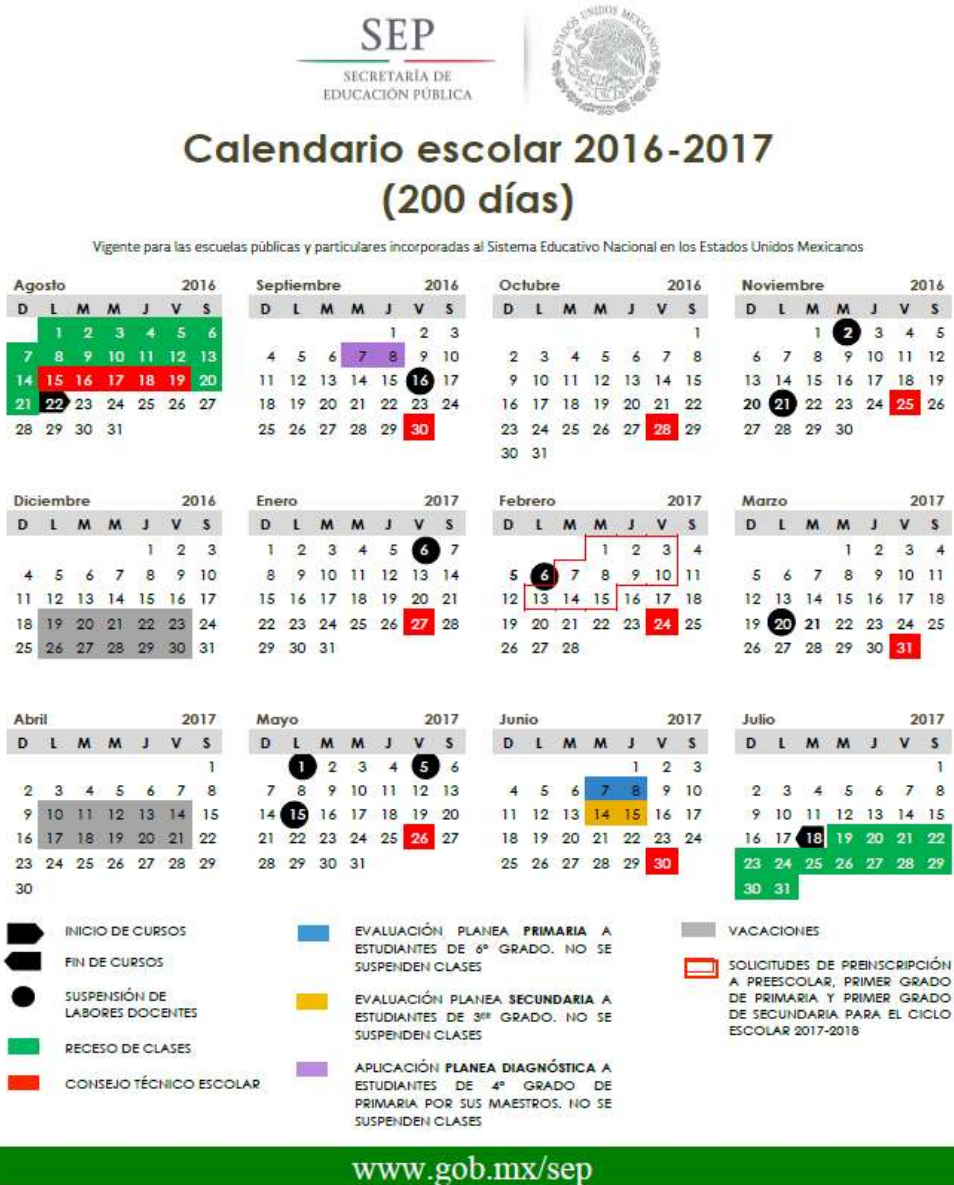 SEP
SECRETARÍA DE
EDUCACIÓN PÚBLICA
ESTADOS UNIDOS MEXICANOS
Calendario escolar 2016-2017
(200 días)
Vigente para las escuelas públicas y particulares incorporadas al Sistema Educativo Nacional en los Estados Unidos Mexicanos
Agosto 2016
D L M M J V S
1 2 3 4 5 6
7 8 9 10 11 12 13
14 15 16 17 18 19 20
21 22 23 24 25 26 27
28 29 30 31
Septiembre 2016
D L M M J V S
1 2 3
4 5 6 7 8 9 10
11 12 13 14 15 16 17
18 19 20 21 22 23 24
25 26 27 28 29 30
Octubre 2016
D L M M J V S
1
2 3 4 5 6 7 8
9 10 11 12 13 14 15
16 17 18 19 20 21 22
23 24 25 26 27 28 29
30 31
Noviembre 2016
D L M M J V S
1 2 3 4 5
6 7 8 9 10 11 12
13 14 15 16 17 18 19
20 21 22 23 24 25 26
27 28 29 30
Diciembre 2016
D L M M J V S
1 2 3
4 5 6 7 8 9 10
11 12 13 14 15 16 17
18 19 20 21 22 23 24
25 26 27 28 29 30 31
Enero 2017
D L M M J V S
1 2 3 4 5 6 7
8 9 10 11 12 13 14
15 16 17 18 19 20 21
22 23 24 25 26 27 28
29 30 31
Febrero 2017
D L M M J V S
1 2 3 4
5 6 7 8 9 10 11
12 13 14 15 16 17 18
19 20 21 22 23 24 25
26 27 28
Marzo 2017
D L M M J V S
1 2 3 4
5 6 7 8 9 10 11
12 13 14 15 16 17 18
19 20 21 22 23 24 25
26 27 28 29 30 31
Abril 2017
D L M M J V S
1
2 3 4 5 6 7 8
9 10 11 12 13 14 15
16 17 18 19 20 21 22
23 24 25 26 27 28 29
30
Mayo 2017
D L M M J V S
1 2 3 4 5 6
7 8 9 10 11 12 13
14 15 16 17 18 19 20
21 22 23 24 25 26 27
28 29 30 31
Junio 2017
D L M M J V S
1 2 3
4 5 6 7 8 9 10
11 12 13 14 15 16 17
18 19 20 21 22 23 24
25 26 27 28 29 30
Julio 2017
D L M M J V S
1
2 3 4 5 6 7 8
9 10 11 12 13 14 15
16 17 18 19 20 21 22
23 24 25 26 27 28 29
30 31
INICIO DE CURSOS
FIN DE CURSOS
SUSPENSIÓN DE
LABORES DOCENTES
RECESO DE CLASES
CONSEJO TÉCNICO ESCOLAR
EVALUACIÓN PLANEA PRIMARIA A
ESTUDIANTES DE 6º GRADO. NO SE
SUSPENDEN CLASES
EVALUACIÓN PLANEA SECUNDARIA A
ESTUDIANTES DE 3ER GRADO. NO SE
SUSPENDEN CLASES
APLICACIÓN PLANEA DIAGNÓSTICA A
ESTUDIANTES DE 4º GRADO DE
PRIMARIA POR SUS MAESTROS. NO SE
SUSPENDEN CLASES
VACACIONES
SOLICITUDES DE PREINSCRIPCIÓN
A PREESCOLAR, PRIMER GRADO
DE PRIMARIA Y PRIMER GRADO
DE SECUNDARIA PARA EL CICLO
ESCOLAR 2017-2018
www.gob.mx/sep